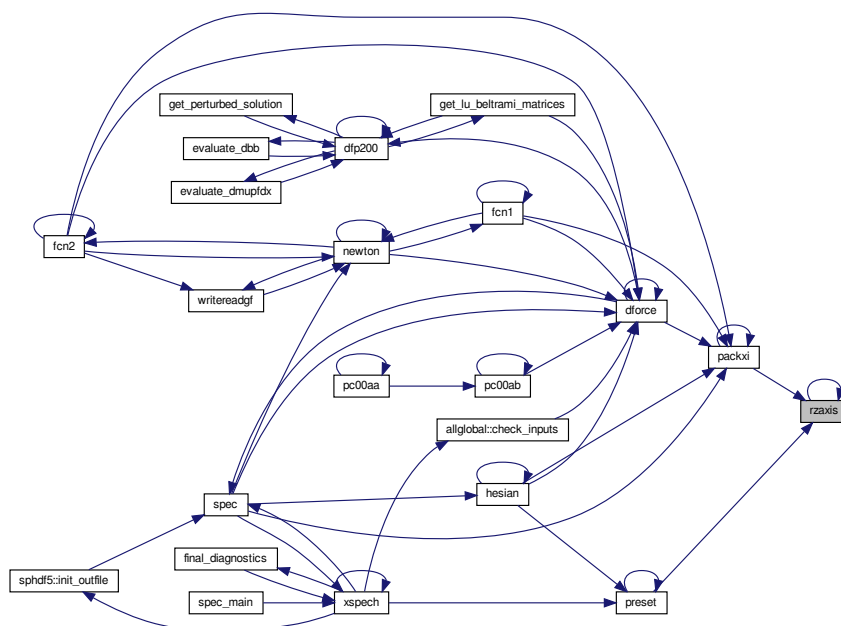 get_perturbed_solution
get_lu_beltrami_matrices
evaluate_dbb
dfp200
evaluate_dmupfdx
fcn1
fcn2
newton
writereadgf
dforce
packxi
pc00aa
pc00ab
rzaxis
allglobal::check_inputs
hesian
spec
final_diagnostics
sphdf5::init_outfile
spec_main
xspech
preset